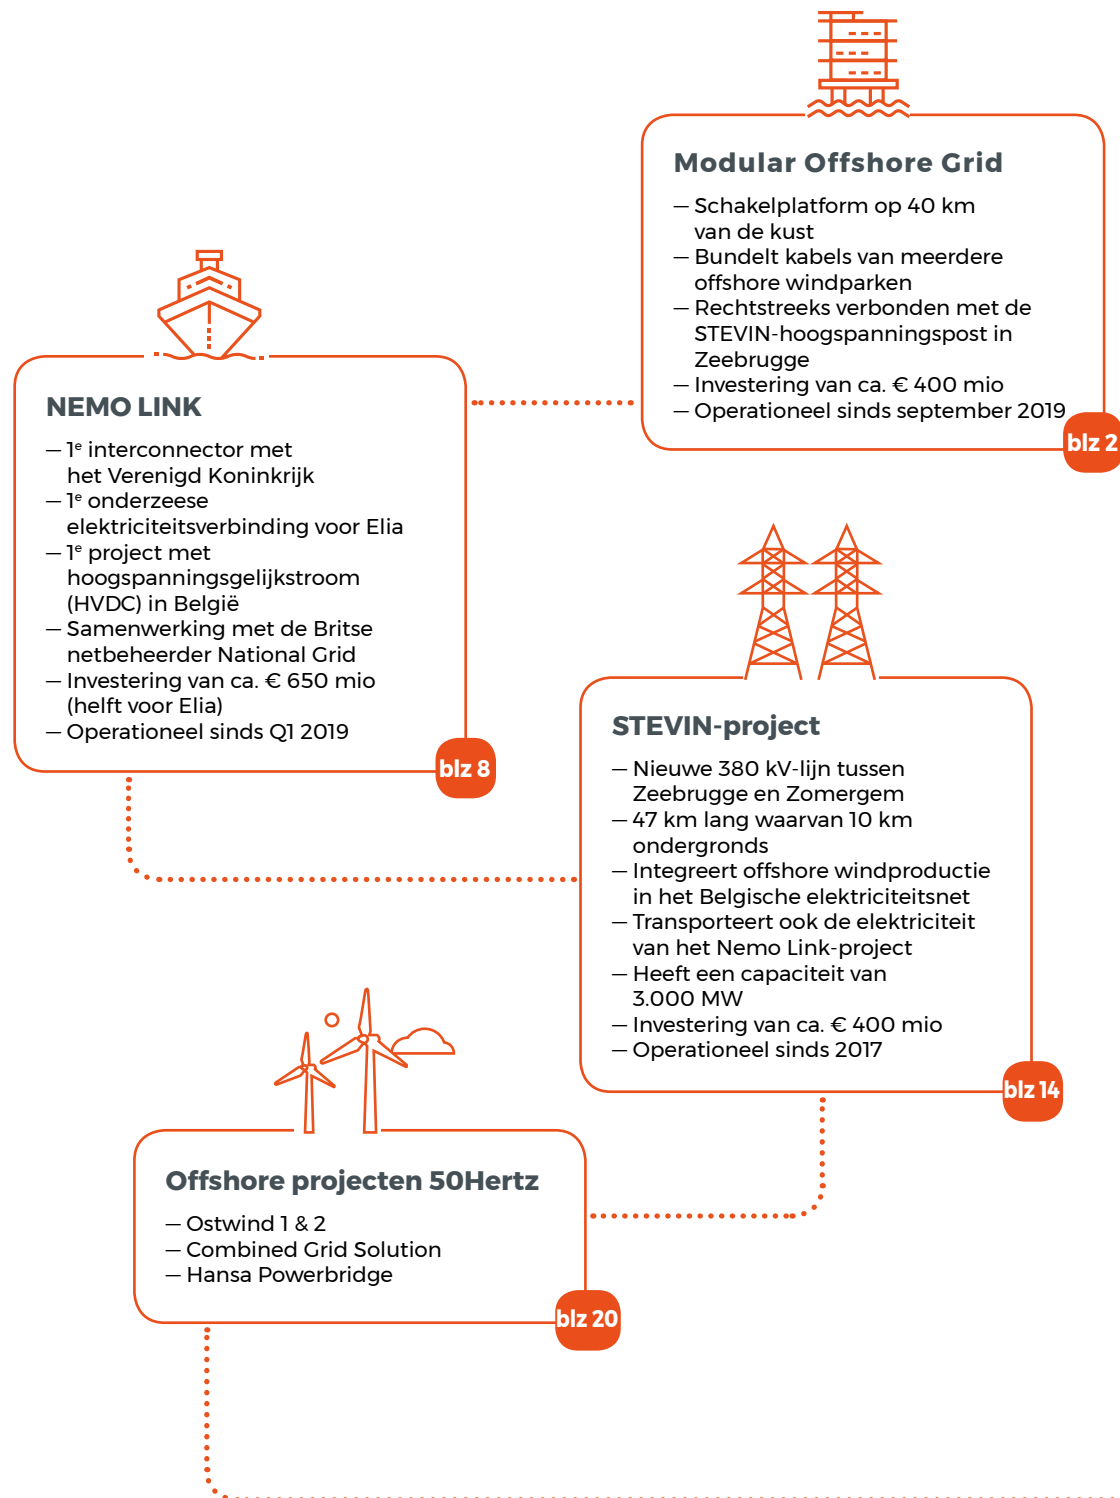 Modular Offshore Grid
— Schakelplatform op 40 km
van de kust
— Bundelt kabels van meerdere
offshore windparken
— Rechtstreeks verbonden met de
STEVIN-hoogspanningspost in
Zeebrugge
— Investering van ca. € 400 mio
— Operationeel sinds september 2019
blz 2
NEMO LINK
— 1e interconnector met
het Verenigd Koninkrijk
— 1e onderzeese
elektriciteitsverbinding voor Elia
— 1e project met
hoogspanningsgelijkstroom
(HVDC) in België
— Samenwerking met de Britse
netbeheerder National Grid
— Investering van ca. € 650 mio
(helft voor Elia)
— Operationeel sinds Q1 2019
blz 8
STEVIN-project
— Nieuwe 380 kV-lijn tussen
Zeebrugge en Zomergem
— 47 km lang waarvan 10 km
ondergronds
— Integreert offshore windproductie
in het Belgische elektriciteitsnet
— Transporteert ook de elektriciteit
van het Nemo Link-project
— Heeft een capaciteit van
3.000 MW
— Investering van ca. € 400 mio
— Operationeel sinds 2017
blz 14
Offshore projecten 50Hertz
— Ostwind 1 & 2
— Combined Grid Solution
— Hansa Powerbridge
blz 20